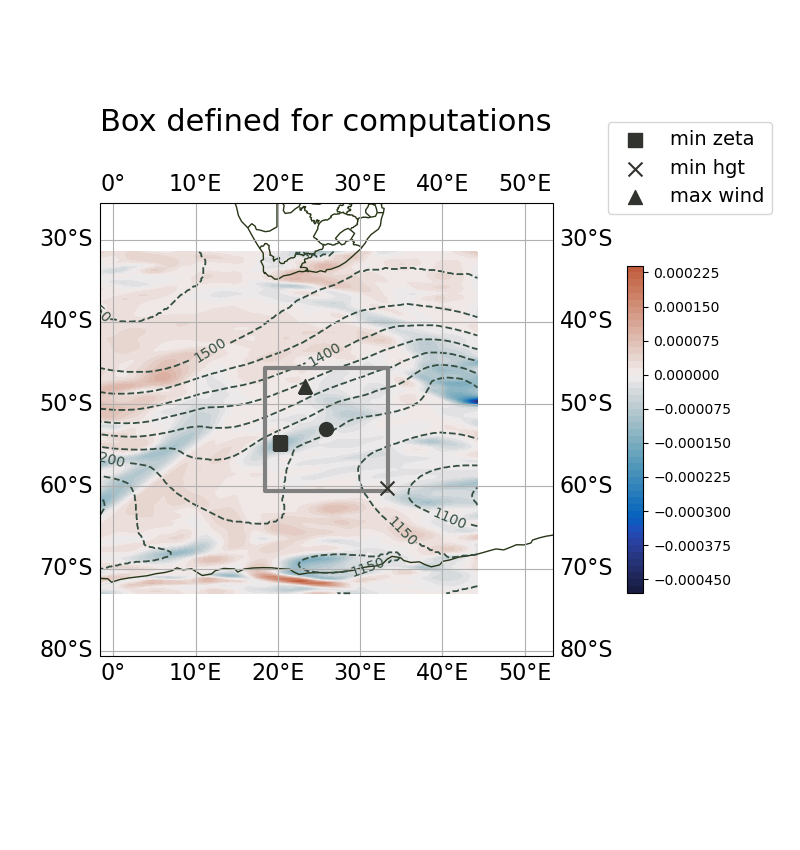 Box defined for computations
min zeta
min hgt
max wind
0° 10°E 20°E 30°E 40°E 50°E
30°S 30°S
40°S 40°S
50°S 50°S
60°S 60°S
70°S 70°S
80°S 80°S
0° 10°E 20°E 30°E 40°E 50°E
1500
1400
200
1100
1150
1150
0.000225
0.000150
0.000075
0.000000
−0.000075
−0.000150
−0.000225
−0.000300
−0.000375
−0.000450